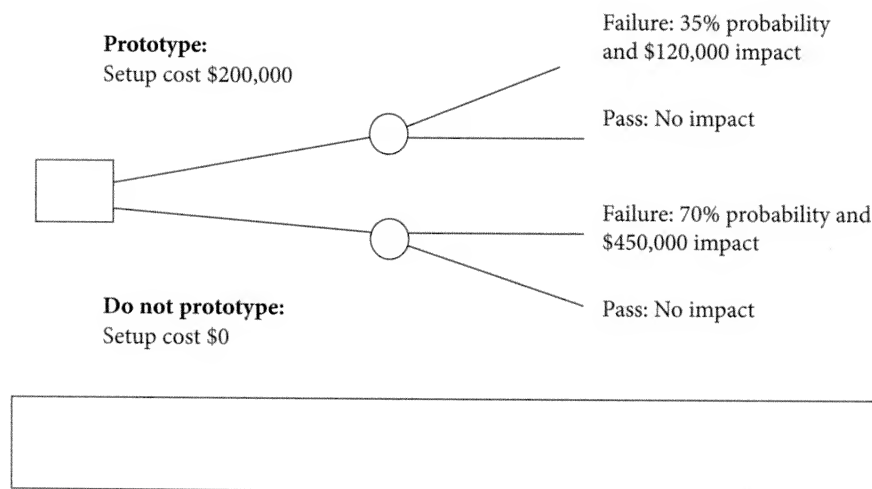 Prototype:
Setup cost $200,000
Failure: 35% probability
and $120,000 impact
Pass: No impact
Failure: 70% probability and
$450,000 impact
Pass: No impact
Do not prototype:
Setup cost $0